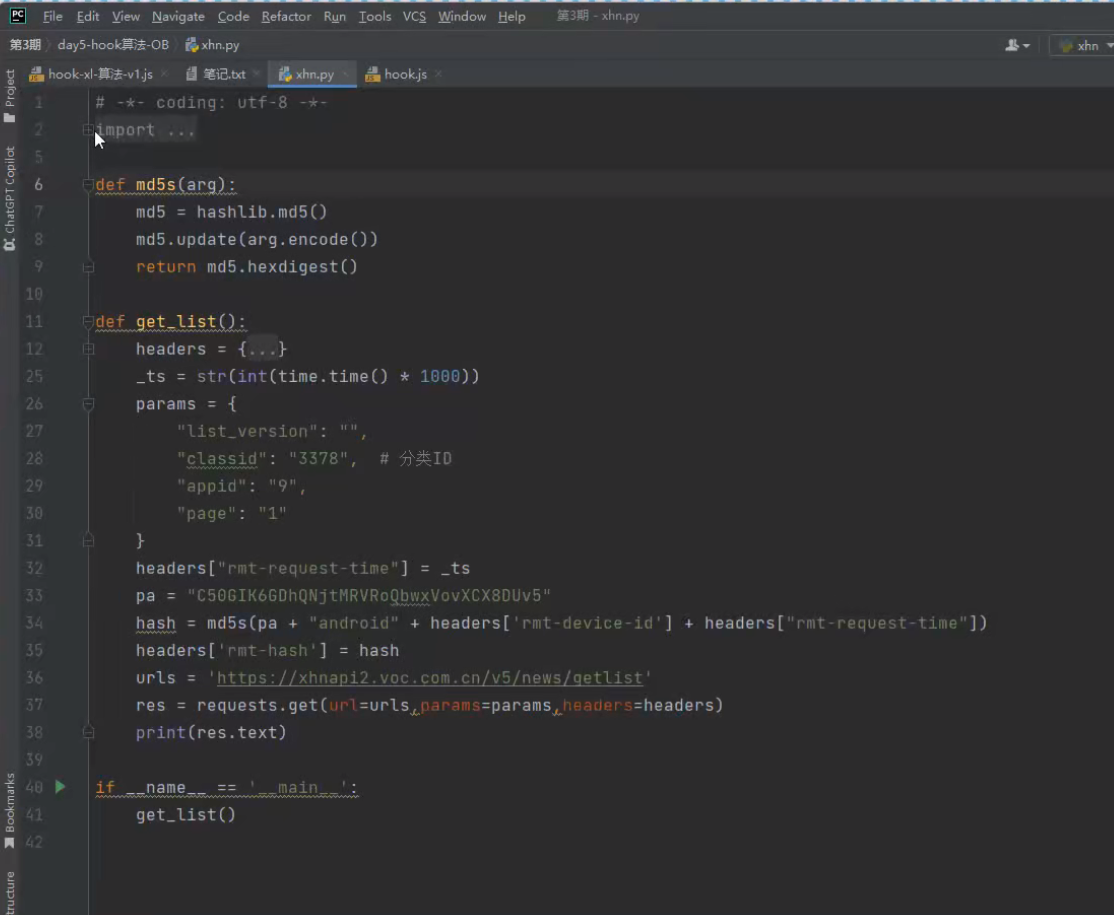 PC File Edit View Navigate Code Refactor Run Tools VCS Window Help 第3期 - xhn.py
第3期 day5-hook算法-OB xhn.py xhn
hook-xl-算法-v1.js 笔记.txt xhn.py hook.js
Project
ChatGPT Copilot
Bookmarks
1 # -*- coding: utf-8 -*-
2 import ...
5
6 def md5s(arg):
7 md5 = hashlib.md5()
8 md5.update(arg.encode())
9 return md5.hexdigest()
10
11 def get_list():
12 headers = {...}
25 _ts = str(int(time.time() * 1000))
26 params = {
27 "list_version": "",
28 "classid": "3378", # 分类ID
29 "appid": "9",
30 "page": "1"
31 }
32 headers["rmt-request-time"] = _ts
33 pa = "C50GIK6GDhQNjtMRVRoQbwxVovXCX8DUv5"
34 hash = md5s(pa + "android" + headers['rmt-device-id'] + headers["rmt-request-time"])
35 headers['rmt-hash'] = hash
36 urls = 'https://xhnapi2.voc.com.cn/v5/news/getlist'
37 res = requests.get(url=urls,params=params,headers=headers)
38 print(res.text)
39
40 if __name__ == '__main__':
41 get_list()
42